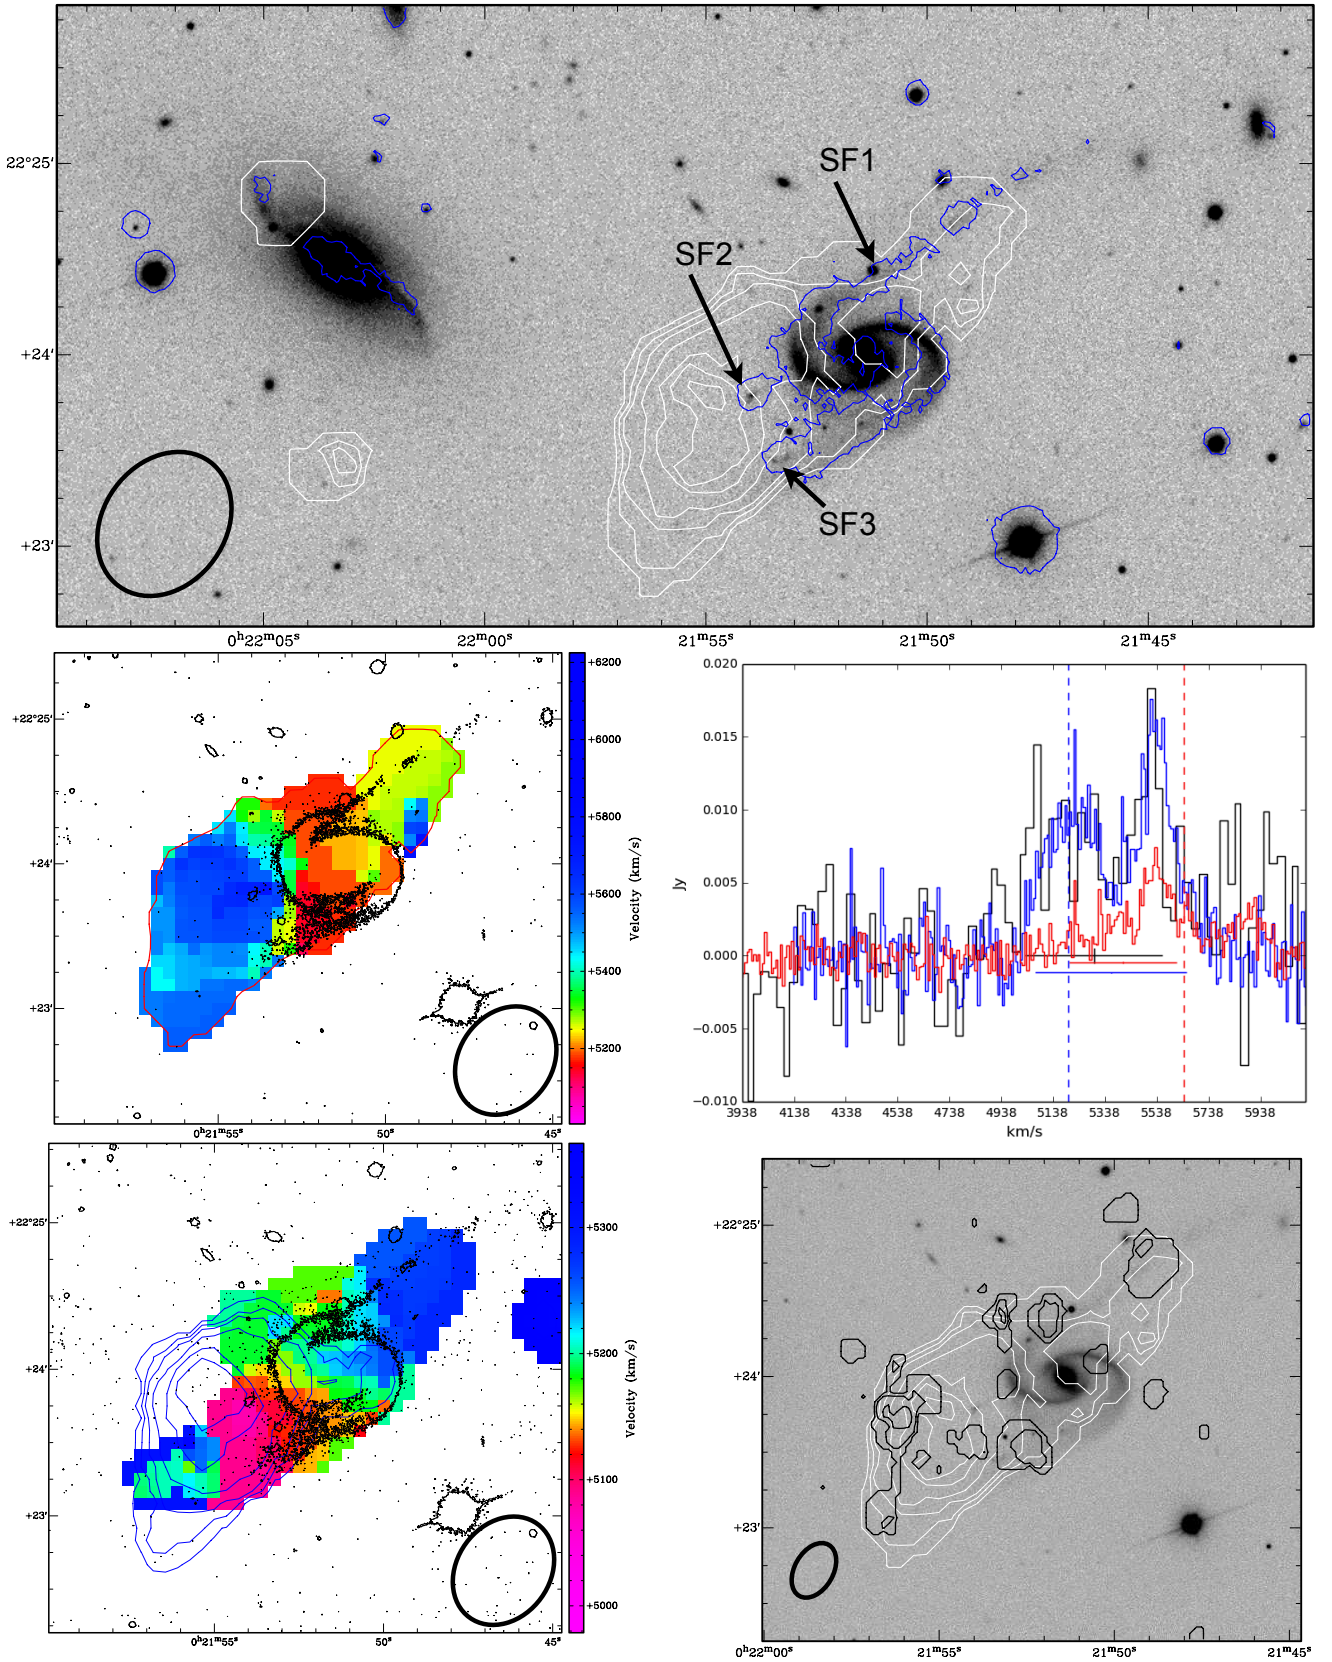 SF1
SF2
SF3
22°25′
+24′
+23′
0ʰ22ᵐ05ˢ
22ᵐ00ˢ
21ᵐ55ˢ
21ᵐ50ˢ
21ᵐ45ˢ
+22°25′
+24′
+23′
0ʰ21ᵐ55ˢ
50ˢ
45ˢ
+6200
+6000
+5800
+5600
+5400
+5200
Velocity (km/s)
0.020
0.015
0.010
0.005
0.000
−0.005
−0.010
Jy
3938
4138
4338
4538
4738
4938
5138
5338
5538
5738
5938
km/s
+22°25′
+24′
+23′
0ʰ21ᵐ55ˢ
50ˢ
45ˢ
+5300
+5200
+5100
+5000
Velocity (km/s)
+22°25′
+24′
+23′
0ʰ22ᵐ00ˢ
21ᵐ55ˢ
21ᵐ50ˢ
21ᵐ45ˢ